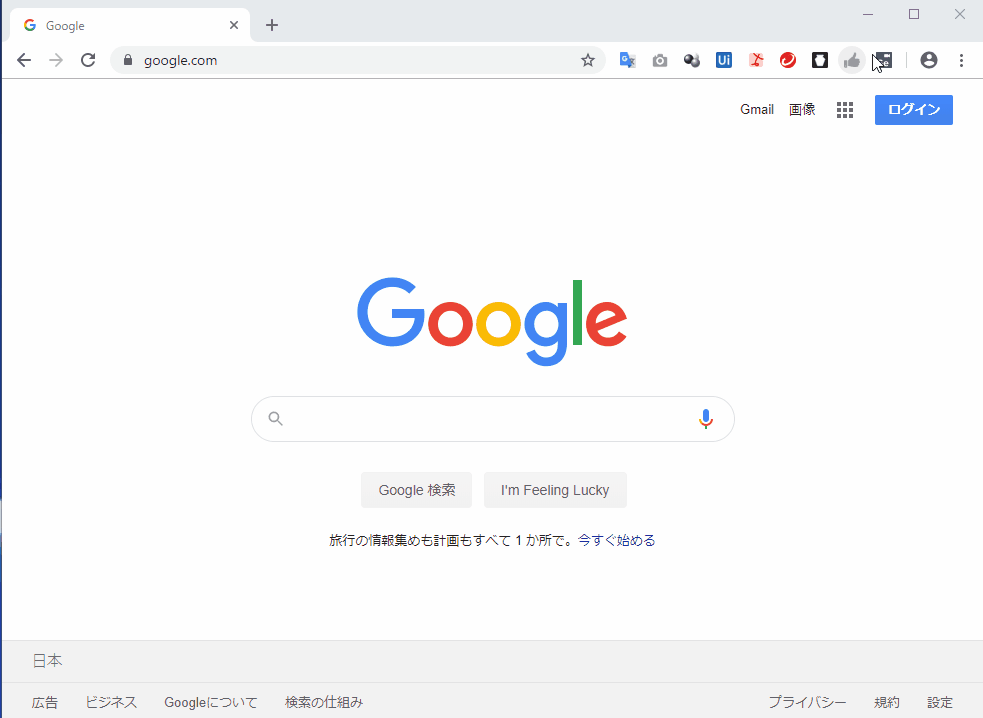 Google
google.com
Ui
Gmail 画像 ログイン
Google
Google 検索 I'm Feeling Lucky
旅行の情報集めも計画もすべて 1 か所で。今すぐ始める
日本
広告 ビジネス Googleについて 検索の仕組み プライバシー 規約 設定